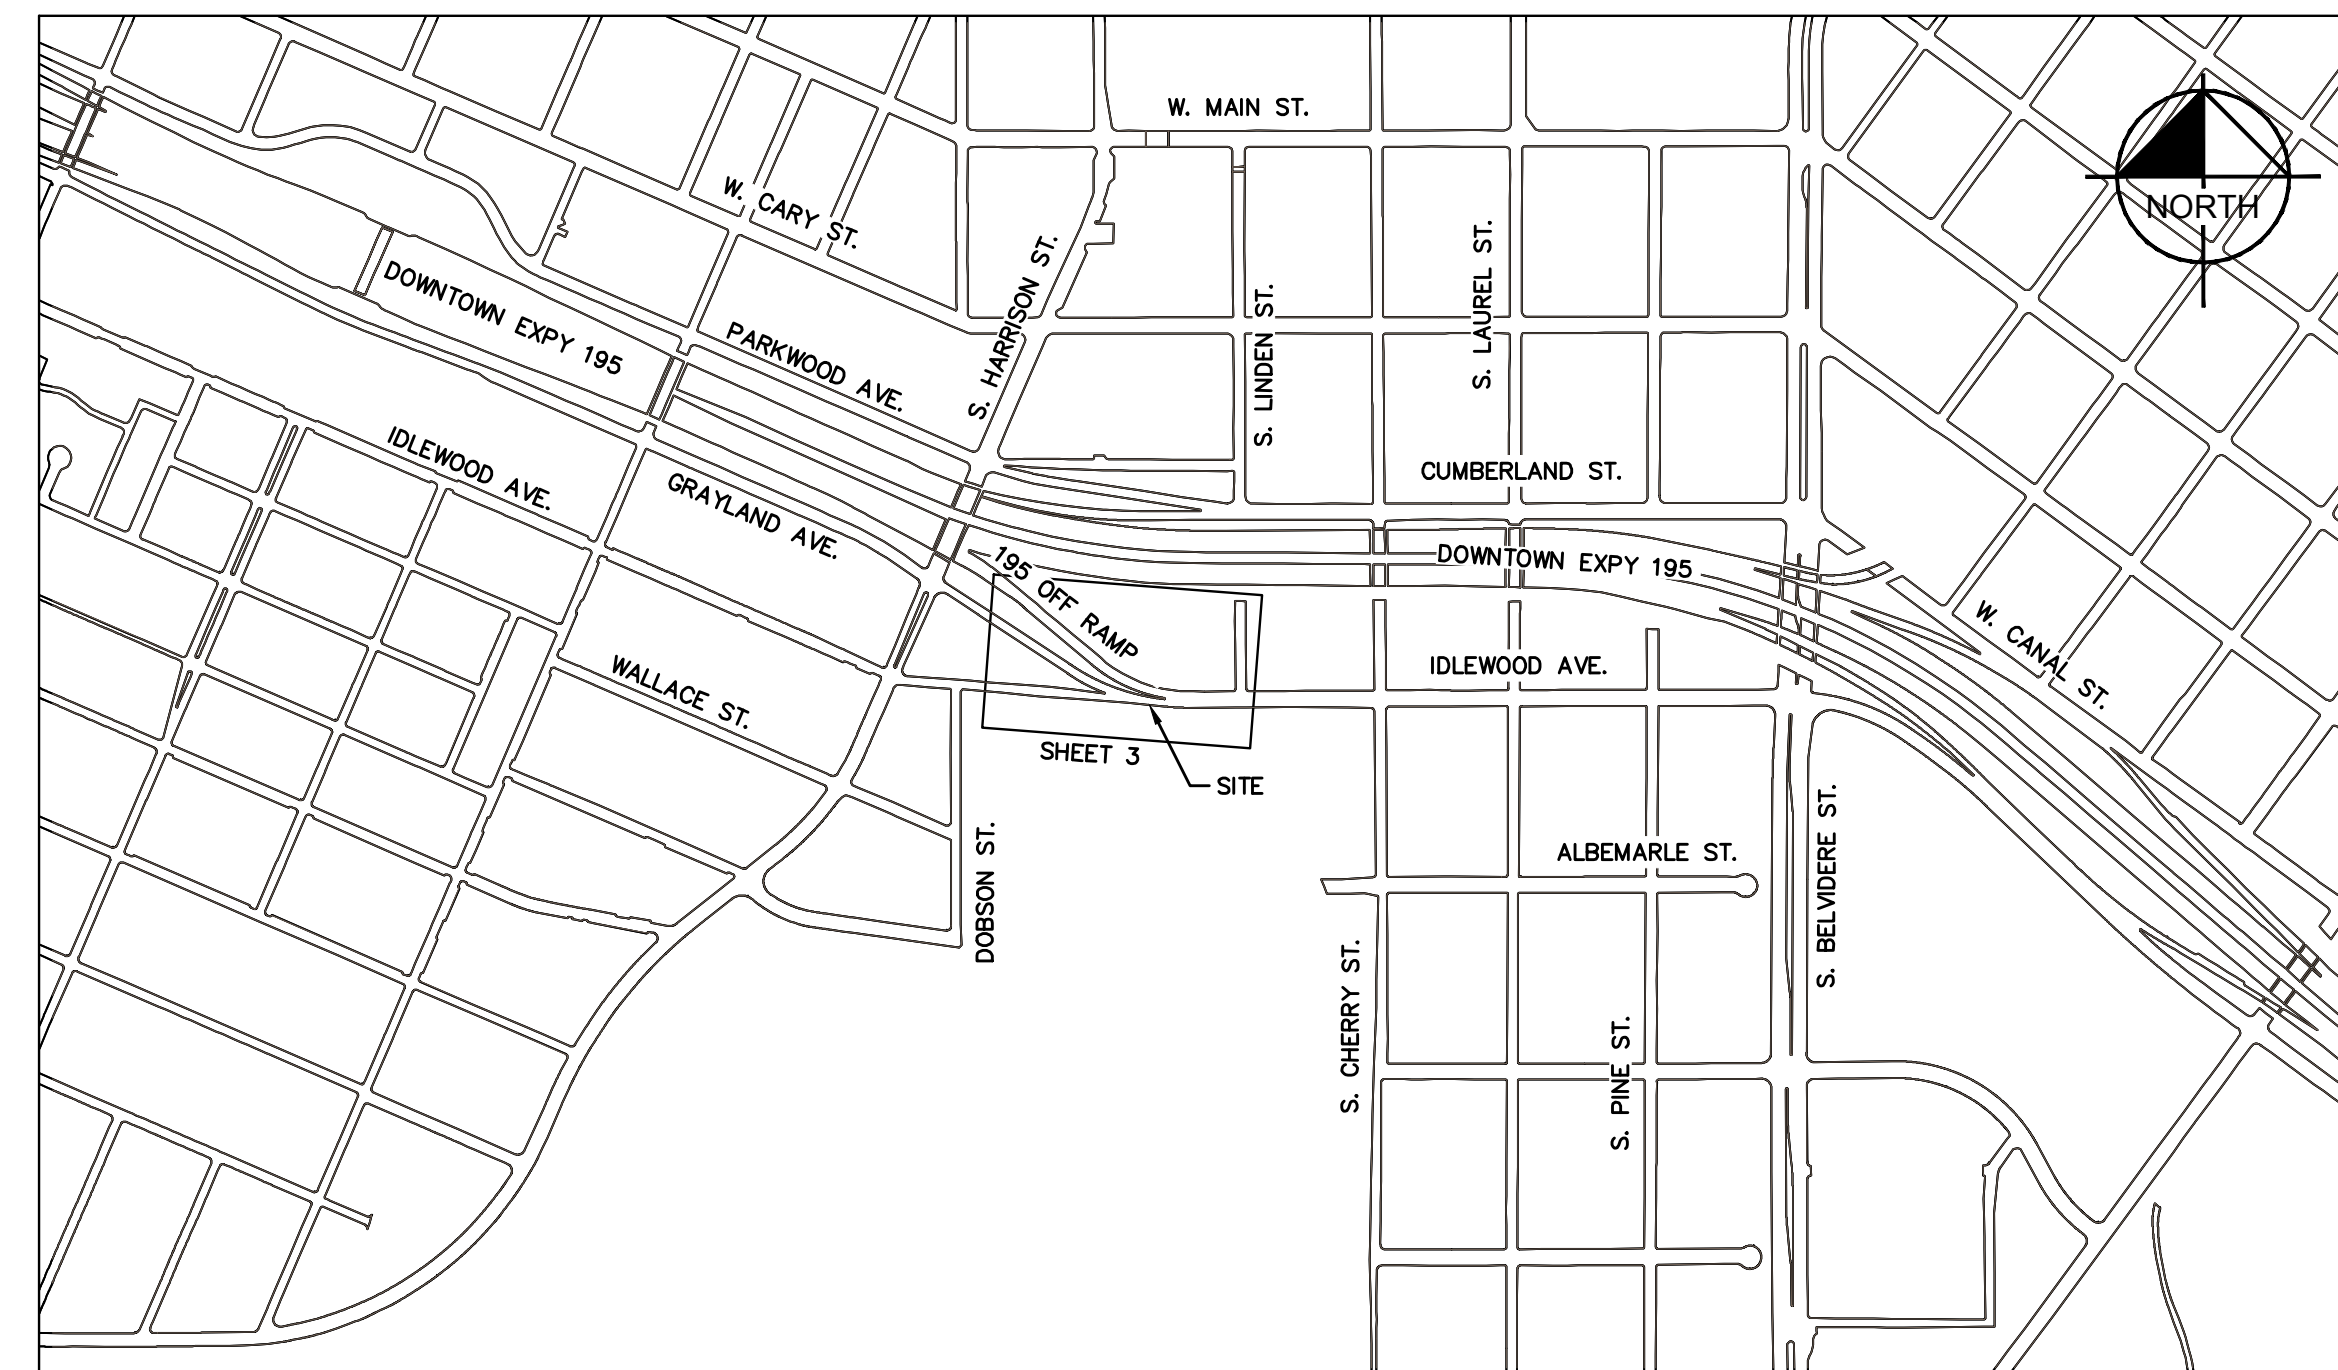 W. MAIN ST.
NORTH
W. CARY ST.
S. HARRISON ST.
S. LINDEN ST.
S. LAUREL ST.
DOWNTOWN EXPY 195
PARKWOOD AVE.
IDLEWOOD AVE.
GRAYLAND AVE.
CUMBERLAND ST.
195 OFF RAMP
DOWNTOWN EXPY 195
W. CANAL ST.
WALLACE ST.
IDLEWOOD AVE.
SHEET 3
SITE
DOBSON ST.
ALBEMARLE ST.
S. BELVIDERE ST.
S. CHERRY ST.
S. PINE ST.